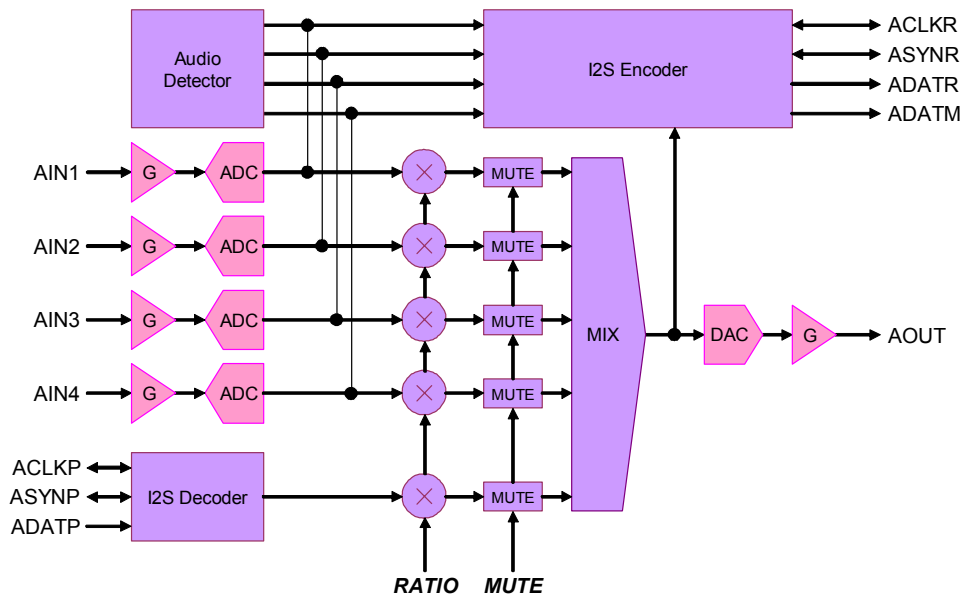 Audio
Detector
I2S Encoder
ACLKR
ASYNR
ADATR
ADATM
AIN1
G
ADC
MUTE
AIN2
G
ADC
MUTE
AIN3
G
ADC
MUTE
MIX
DAC
G
AOUT
AIN4
G
ADC
MUTE
ACLKP
ASYNP
ADATP
I2S Decoder
MUTE
RATIO
MUTE